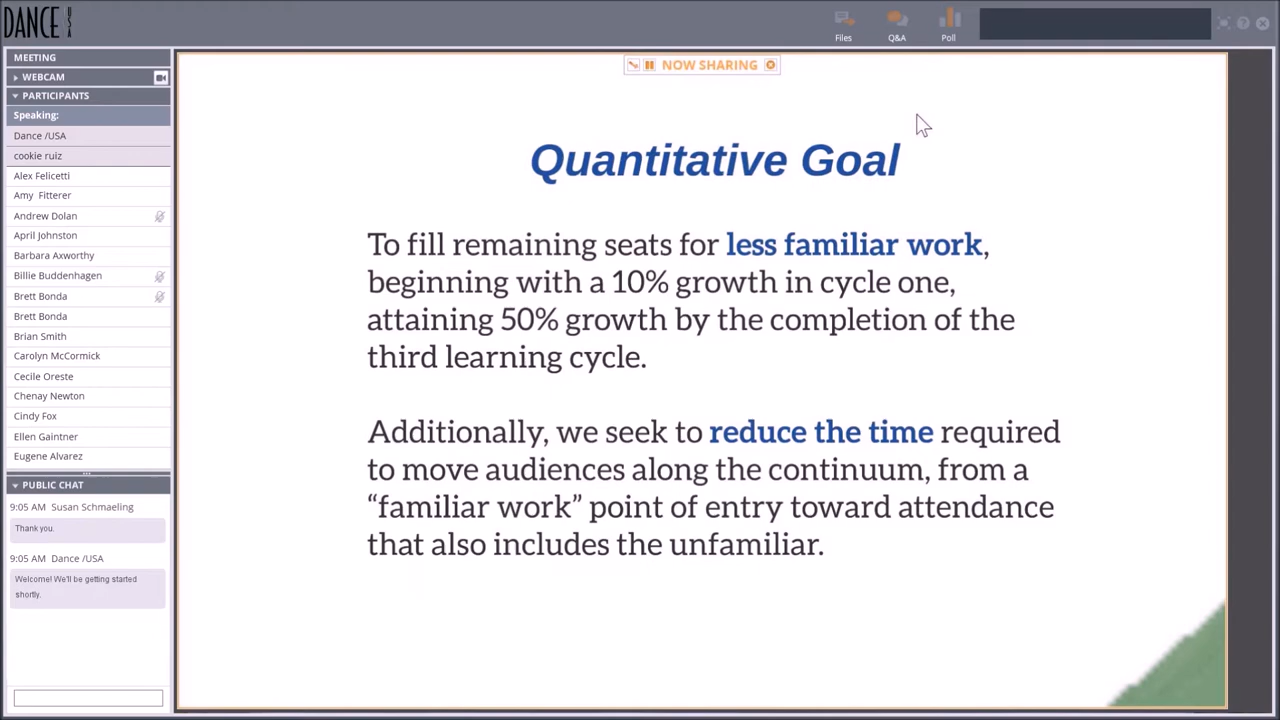 DANCE USA
Files
Q&A
Poll
MEETING
WEBCAM
PARTICIPANTS
Speaking:
Dance /USA
cookie ruiz
Alex Felicetti
Amy Fitterer
Andrew Dolan
April Johnston
Barbara Axworthy
Billie Buddenhagen
Brett Bonda
Brett Bonda
Brian Smith
Carolyn McCormick
Cecile Oreste
Chenay Newton
Cindy Fox
Ellen Gaintner
Eugene Alvarez
PUBLIC CHAT
9:05 AM Susan Schmaeling
Thank you.
9:05 AM Dance /USA
Welcome! We'll be getting started
shortly.
NOW SHARING
Quantitative Goal
To fill remaining seats for less familiar work,
beginning with a 10% growth in cycle one,
attaining 50% growth by the completion of the
third learning cycle.
Additionally, we seek to reduce the time required
to move audiences along the continuum, from a
“familiar work” point of entry toward attendance
that also includes the unfamiliar.